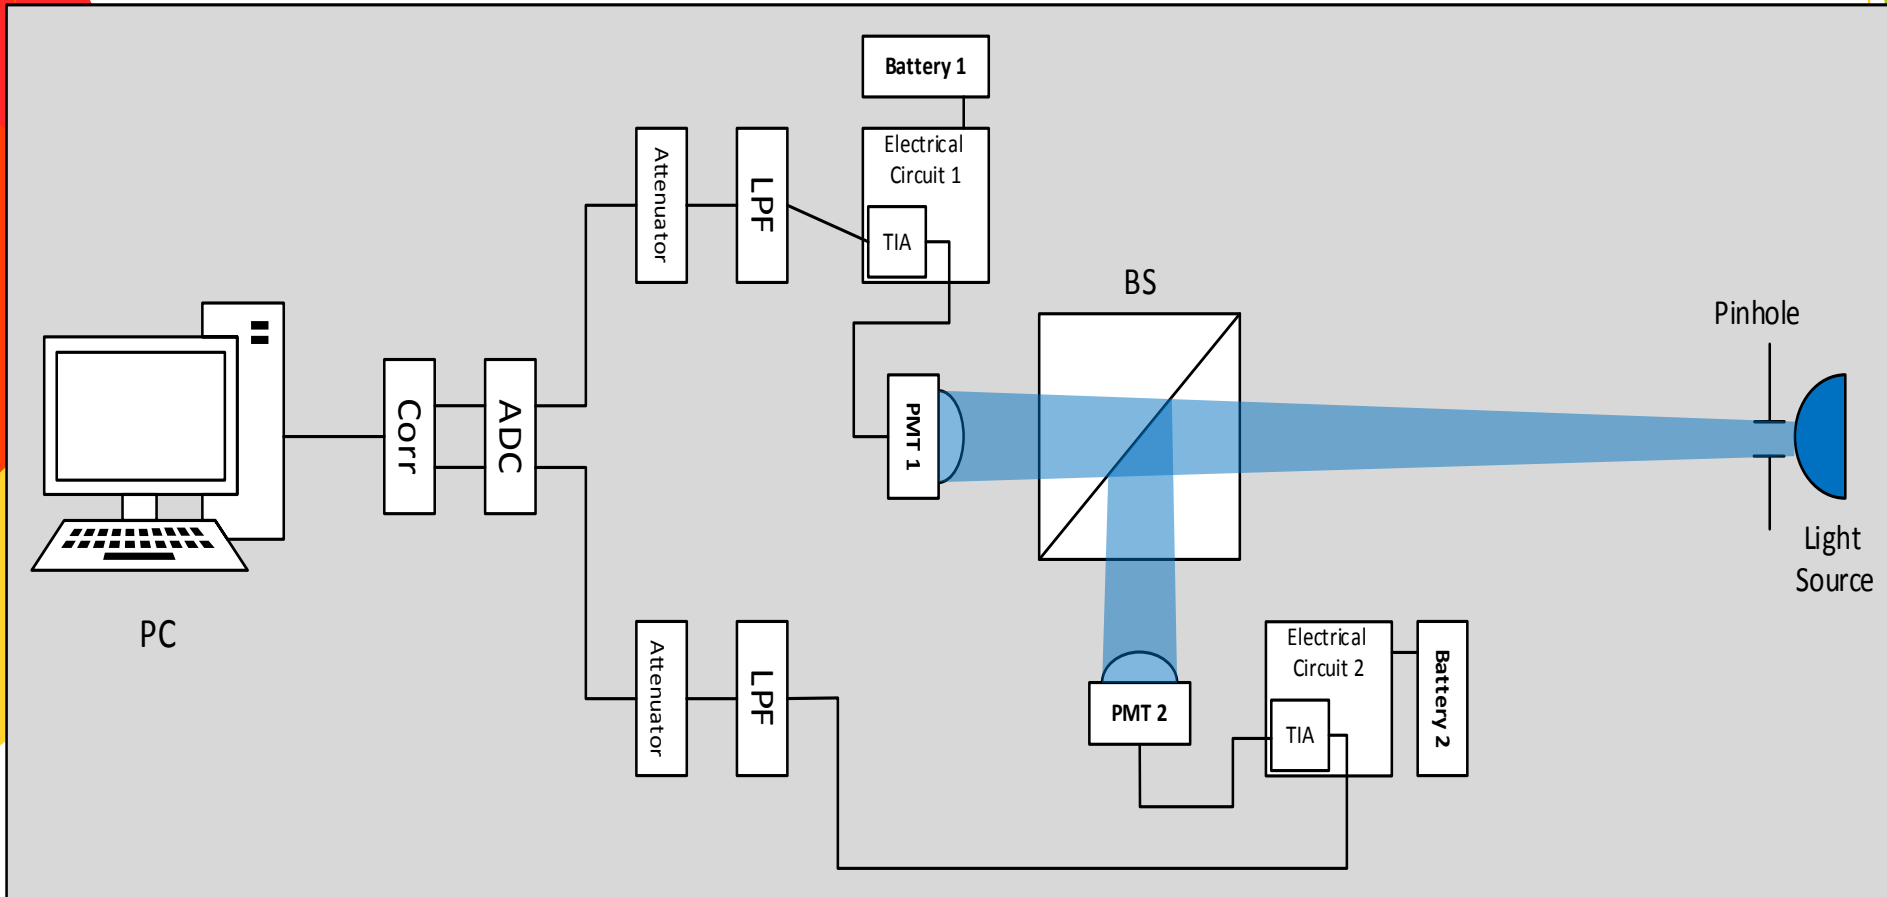 Battery 1
Electrical
Circuit 1
TIA
Attenuator
LPF
BS
Pinhole
PMT 1
Corr
ADC
Light
Source
PC
Attenuator
LPF
PMT 2
Electrical
Circuit 2
TIA
Battery 2